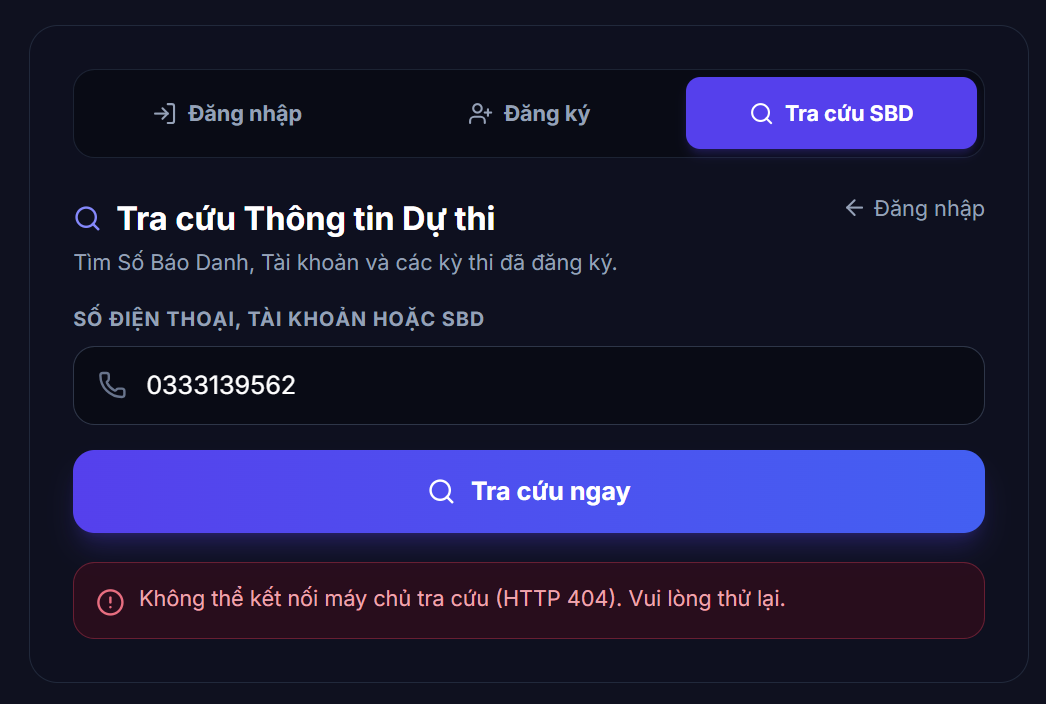 Đăng nhập
Đăng ký
Tra cứu SBD
Tra cứu Thông tin Dự thi
Đăng nhập
Tìm Số Báo Danh, Tài khoản và các kỳ thi đã đăng ký.
SỐ ĐIỆN THOẠI, TÀI KHOẢN HOẶC SBD
0333139562
Tra cứu ngay
Không thể kết nối máy chủ tra cứu (HTTP 404). Vui lòng thử lại.